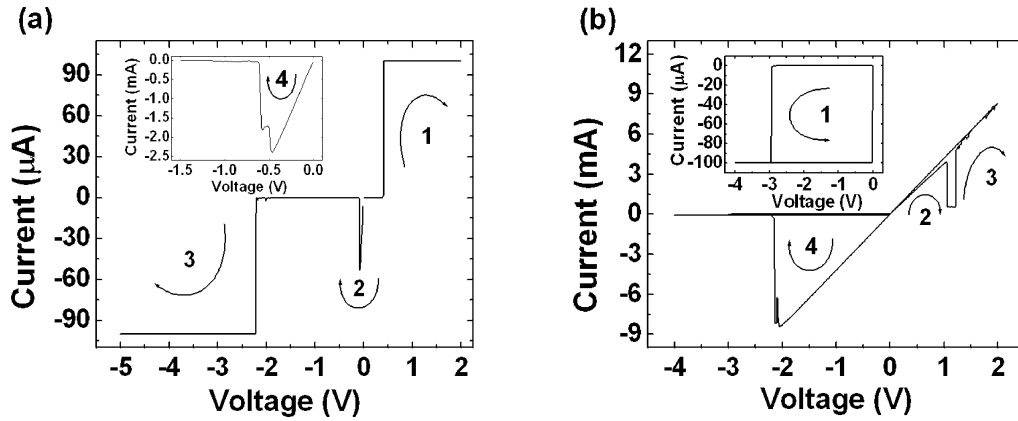 (a)
Current (μA)
90
60
30
0
-30
-60
-90
-5 -4 -3 -2 -1 0 1 2
Voltage (V)
1
2
3
Current (mA)
0.0
-0.5
-1.0
-1.5
-2.0
-2.5
-1.5 -1.0 -0.5 0.0
Voltage (V)
4
(b)
Current (mA)
12
9
6
3
0
-3
-6
-9
-4 -3 -2 -1 0 1 2
Voltage (V)
2
3
4
Current (μA)
0
-20
-40
-60
-80
-100
-4 -3 -2 -1 0
Voltage (V)
1